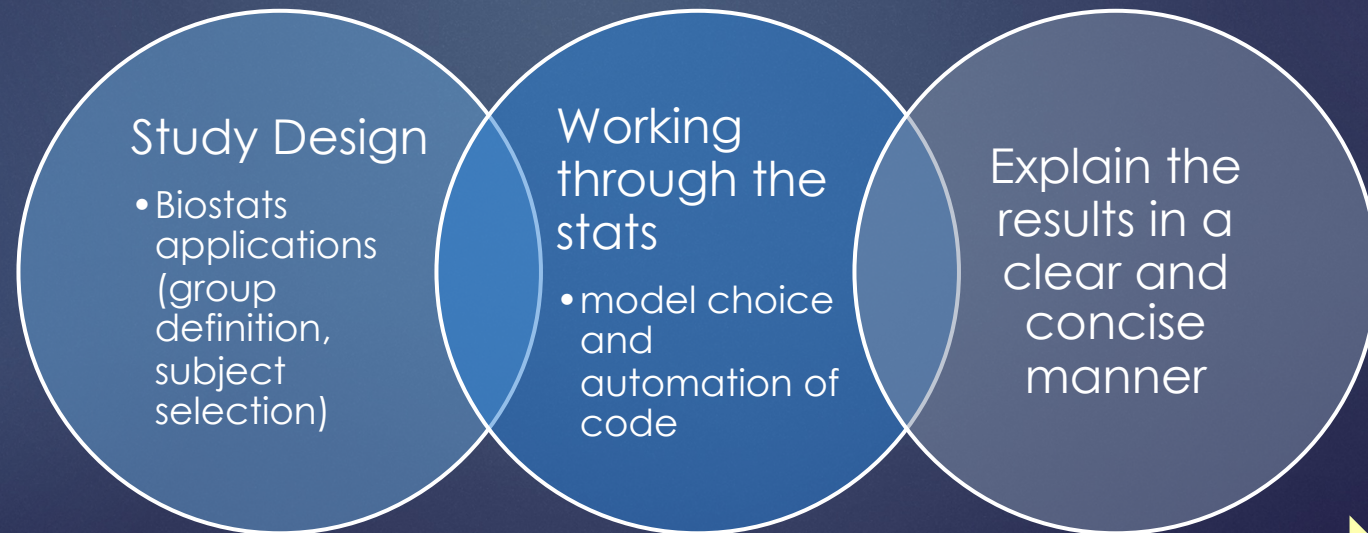 Study Design
• Biostats
applications
(group
definition,
subject
selection)
Working
through the
stats
• model choice
and
automation of
code
Explain the
results in a
clear and
concise
manner